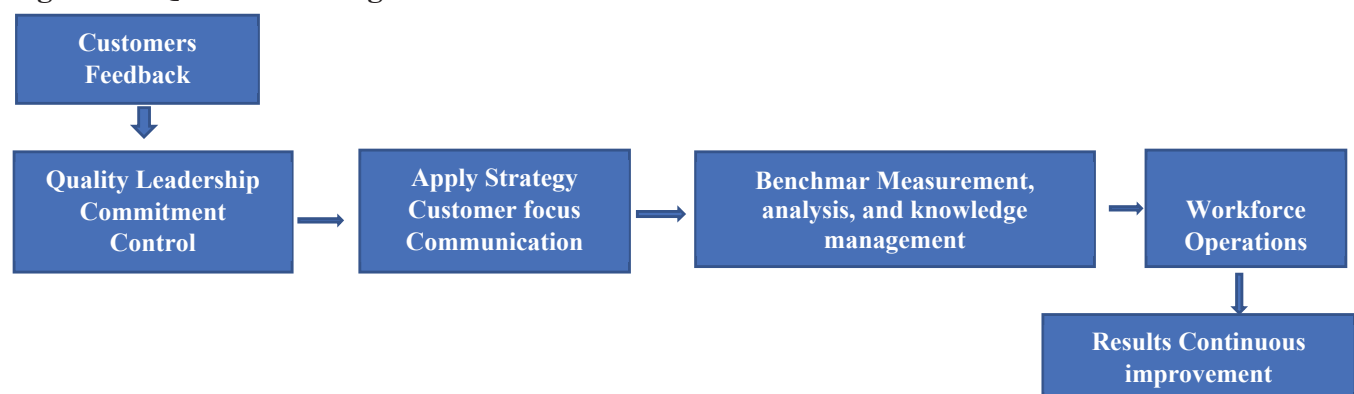 Customers
Feedback
Quality Leadership
Commitment
Control
Apply Strategy
Customer focus
Communication
Benchmar Measurement,
analysis, and knowledge
management
Workforce
Operations
Results Continuous
improvement